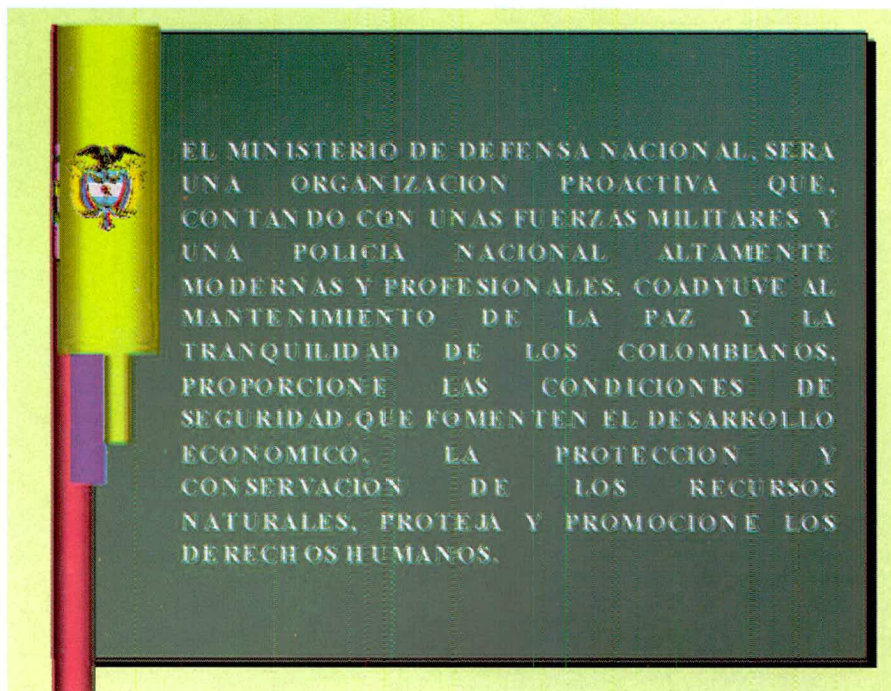 EL MINISTERIO DE DEFENSA NACIONAL, SERA
UNA ORGANIZACION PROACTIVA QUE,
CONTANDO CON UNAS FUERZAS MILITARES Y
UNA POLICIA NACIONAL ALTAMENTE
MODERNAS Y PROFESIONALES, COADYUVE AL
MANTENIMIENTO DE LA PAZ Y LA
TRANQUILIDAD DE LOS COLOMBIANOS,
PROPORCIONE LAS CONDICIONES DE
SEGURIDAD QUE FOMENTEN EL DESARROLLO
ECONOMICO, LA PROTECCION Y
CONSERVACION DE LOS RECURSOS
NATURALES, PROTEJA Y PROMOCIONE LOS
DERECHOS HUMANOS.